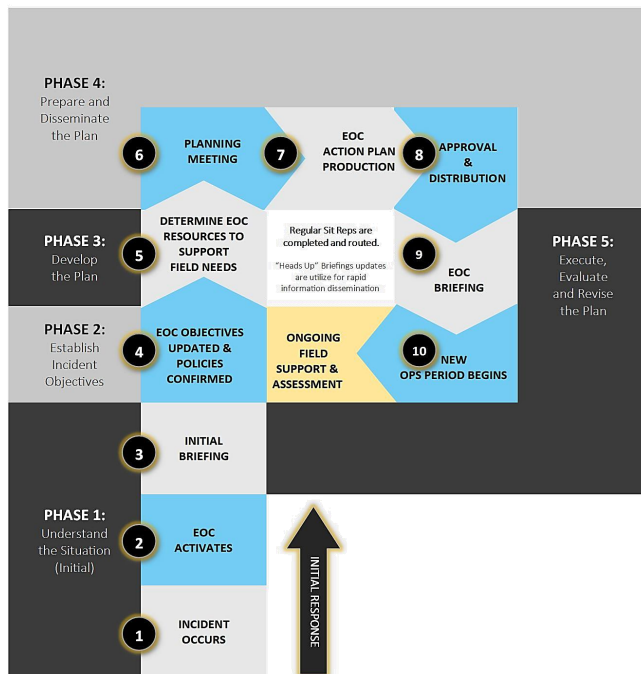 PHASE 4:
Prepare and
Disseminate
the Plan
6
PLANNING
MEETING
7
EOC
ACTION PLAN
PRODUCTION
8
APPROVAL
&
DISTRIBUTION
PHASE 3:
Develop
the Plan
5
DETERMINE EOC
RESOURCES TO
SUPPORT
FIELD NEEDS
Regular Sit Reps are
completed and routed.
"Heads Up" Briefings updates
are utilize for rapid
information dissemination
9
EOC
BRIEFING
PHASE 5:
Execute,
Evaluate
and Revise
the Plan
PHASE 2:
Establish
Incident
Objectives
4
EOC OBJECTIVES
UPDATED &
POLICIES
CONFIRMED
ONGOING
FIELD
SUPPORT &
ASSESSMENT
10
NEW
OPS PERIOD BEGINS
3
INITIAL
BRIEFING
PHASE 1:
Understand
the Situation
(Initial)
2
EOC
ACTIVATES
1
INCIDENT
OCCURS
INITIAL RESPONSE